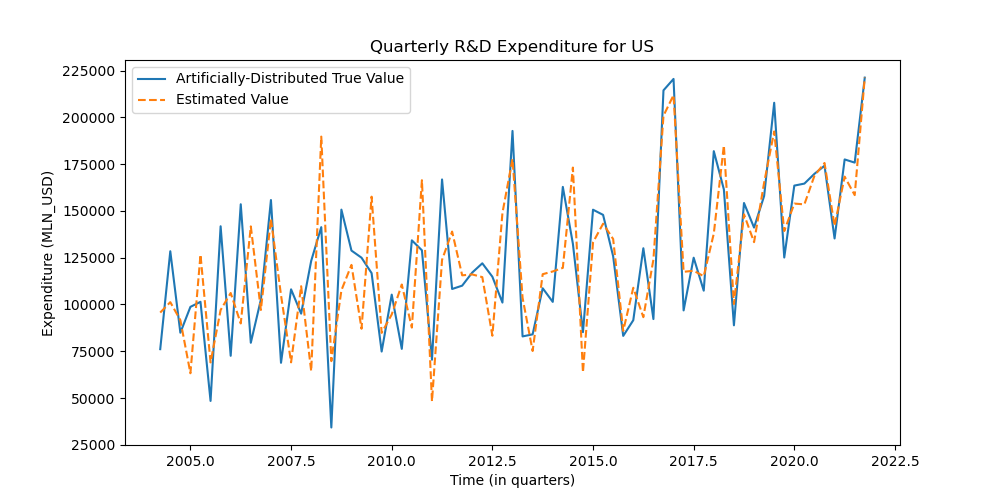 Quarterly R&D Expenditure for US
Artificially-Distributed True Value
Estimated Value
225000
200000
175000
150000
125000
100000
75000
50000
25000
Expenditure (MLN_USD)
2005.0 2007.5 2010.0 2012.5 2015.0 2017.5 2020.0 2022.5
Time (in quarters)